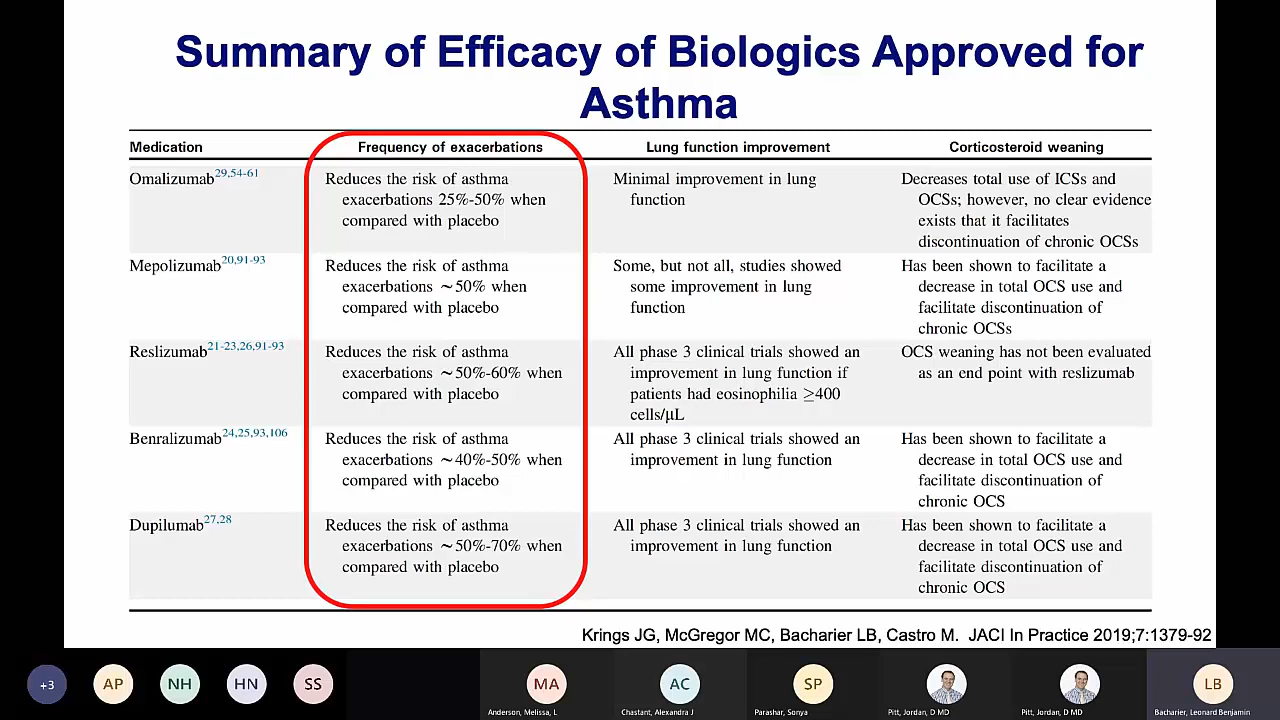 Summary of Efficacy of Biologics Approved for
Asthma
Medication Frequency of exacerbations Lung function improvement Corticosteroid weaning
Omalizumab29,54-61 Reduces the risk of asthma Minimal improvement in lung Decreases total use of ICSs and
exacerbations 25%-50% when function OCSs; however, no clear evidence
compared with placebo exists that it facilitates
discontinuation of chronic OCSs
Mepolizumab20,91-93 Reduces the risk of asthma Some, but not all, studies showed Has been shown to facilitate a
exacerbations ∼50% when some improvement in lung decrease in total OCS use and
compared with placebo function facilitate discontinuation of
chronic OCSs
Reslizumab21-23,26,91-93 Reduces the risk of asthma All phase 3 clinical trials showed an OCS weaning has not been evaluated
exacerbations ∼50%-60% when improvement in lung function if as an end point with reslizumab
compared with placebo patients had eosinophilia ≥400
cells/μL
Benralizumab24,25,93,106 Reduces the risk of asthma All phase 3 clinical trials showed an Has been shown to facilitate a
exacerbations ∼40%-50% when improvement in lung function decrease in total OCS use and
compared with placebo facilitate discontinuation of
chronic OCS
Dupilumab27,28 Reduces the risk of asthma All phase 3 clinical trials showed an Has been shown to facilitate a
exacerbations ∼50%-70% when improvement in lung function decrease in total OCS use and
compared with placebo facilitate discontinuation of
chronic OCS
Krings JG, McGregor MC, Bacharier LB, Castro M. JACI In Practice 2019;7:1379-92
+3 AP NH HN SS MA AC SP LB
Anderson, Melissa, L Chastant, Alexandra J Parashar, Sonya Pitt, Jordan, D MD Pitt, Jordan, D MD Bacharier, Leonard Benjamin